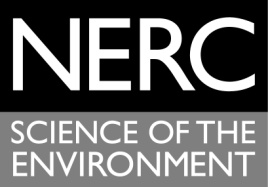 NERC
SCIENCE OF THE
ENVIRONMENT